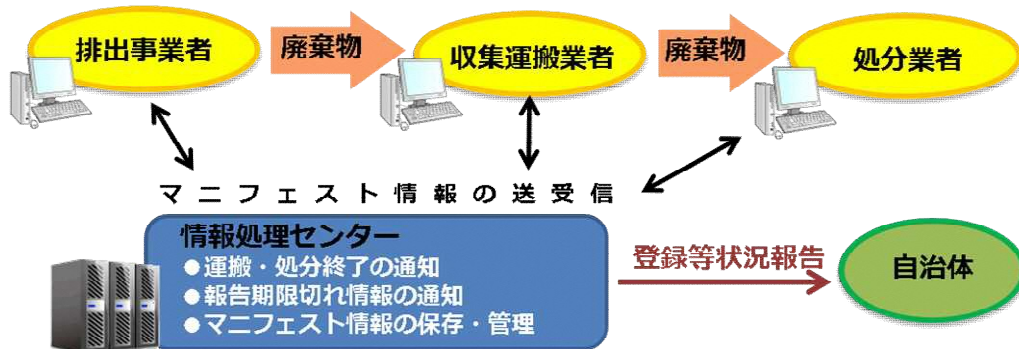 排出事業者
廃棄物
収集運搬業者
廃棄物
処分業者
マニフェスト情報の送受信
情報処理センター
●運搬・処分終了の通知
●報告期限切れ情報の通知
●マニフェスト情報の保存・管理
登録等状況報告
自治体